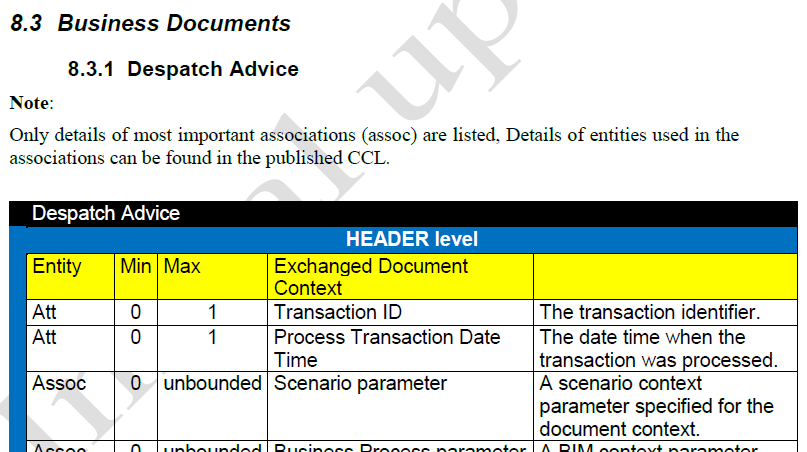 8.3 Business Documents
8.3.1 Despatch Advice
Note:
Only details of most important associations (assoc) are listed, Details of entities used in the
associations can be found in the published CCL.
Despatch Advice
HEADER level
Entity Min Max Exchanged Document
Context
Att 0 1 Transaction ID The transaction identifier.
Att 0 1 Process Transaction Date The date time when the
Time transaction was processed.
Assoc 0 unbounded Scenario parameter A scenario context
parameter specified for the
document context.
Assoc 0 unbounded Business Process parameter A BIM context parameter